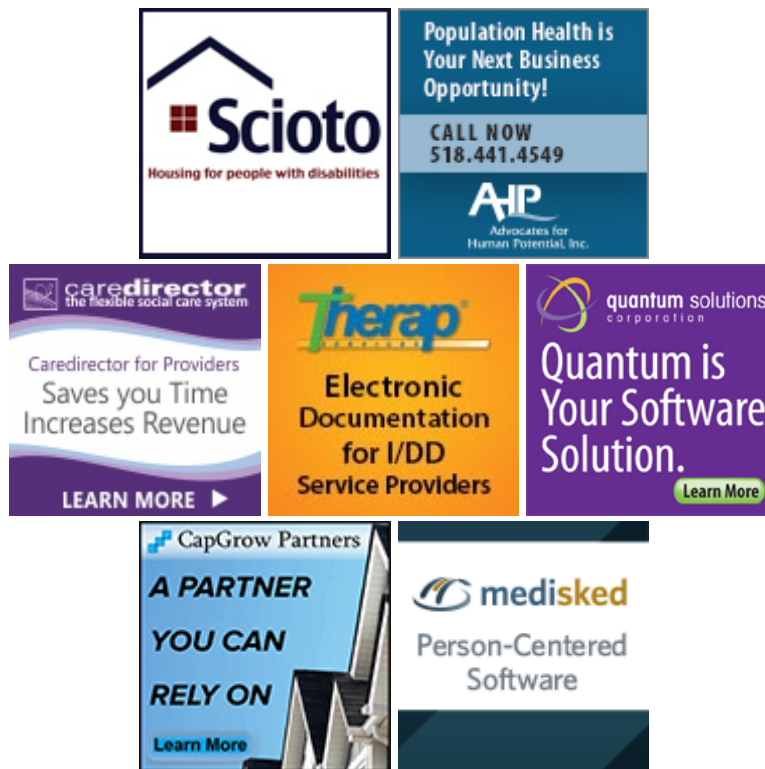 Scioto
Housing for people with disabilities
Population Health is
Your Next Business
Opportunity!
CALL NOW
518.441.4549
AHP
Advocates for
Human Potential, Inc.
caredirector
the flexible social care system
Caredirector for Providers
Saves you Time
Increases Revenue
LEARN MORE
Therap®
SERVICES
Electronic
Documentation
for I/DD
Service Providers
quantum solutions
corporation
Quantum is
Your Software
Solution.
Learn More
CapGrow Partners
A PARTNER
YOU CAN
RELY ON
Learn More
medisked
Person-Centered
Software